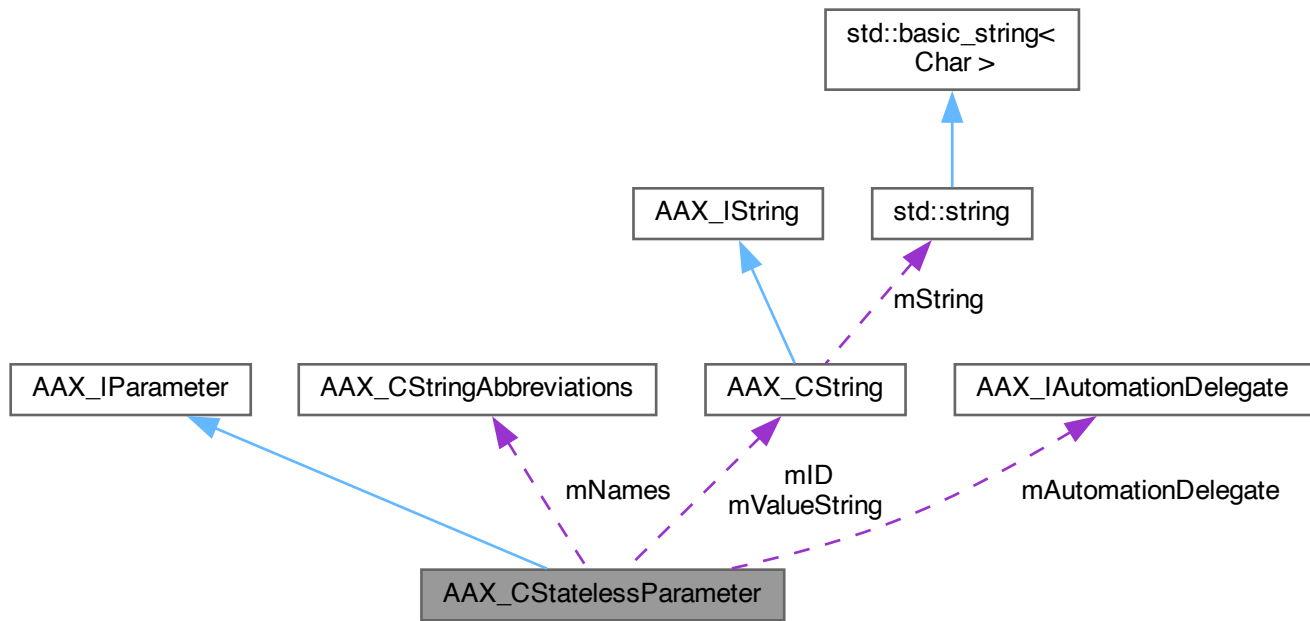 std::basic_string<
Char >
AAX_IString
std::string
mString
AAX_IParameter
AAX_CStringAbbreviations
AAX_CString
AAX_IAutomationDelegate
mNames
mID
mValueString
mAutomationDelegate
AAX_CStatelessParameter